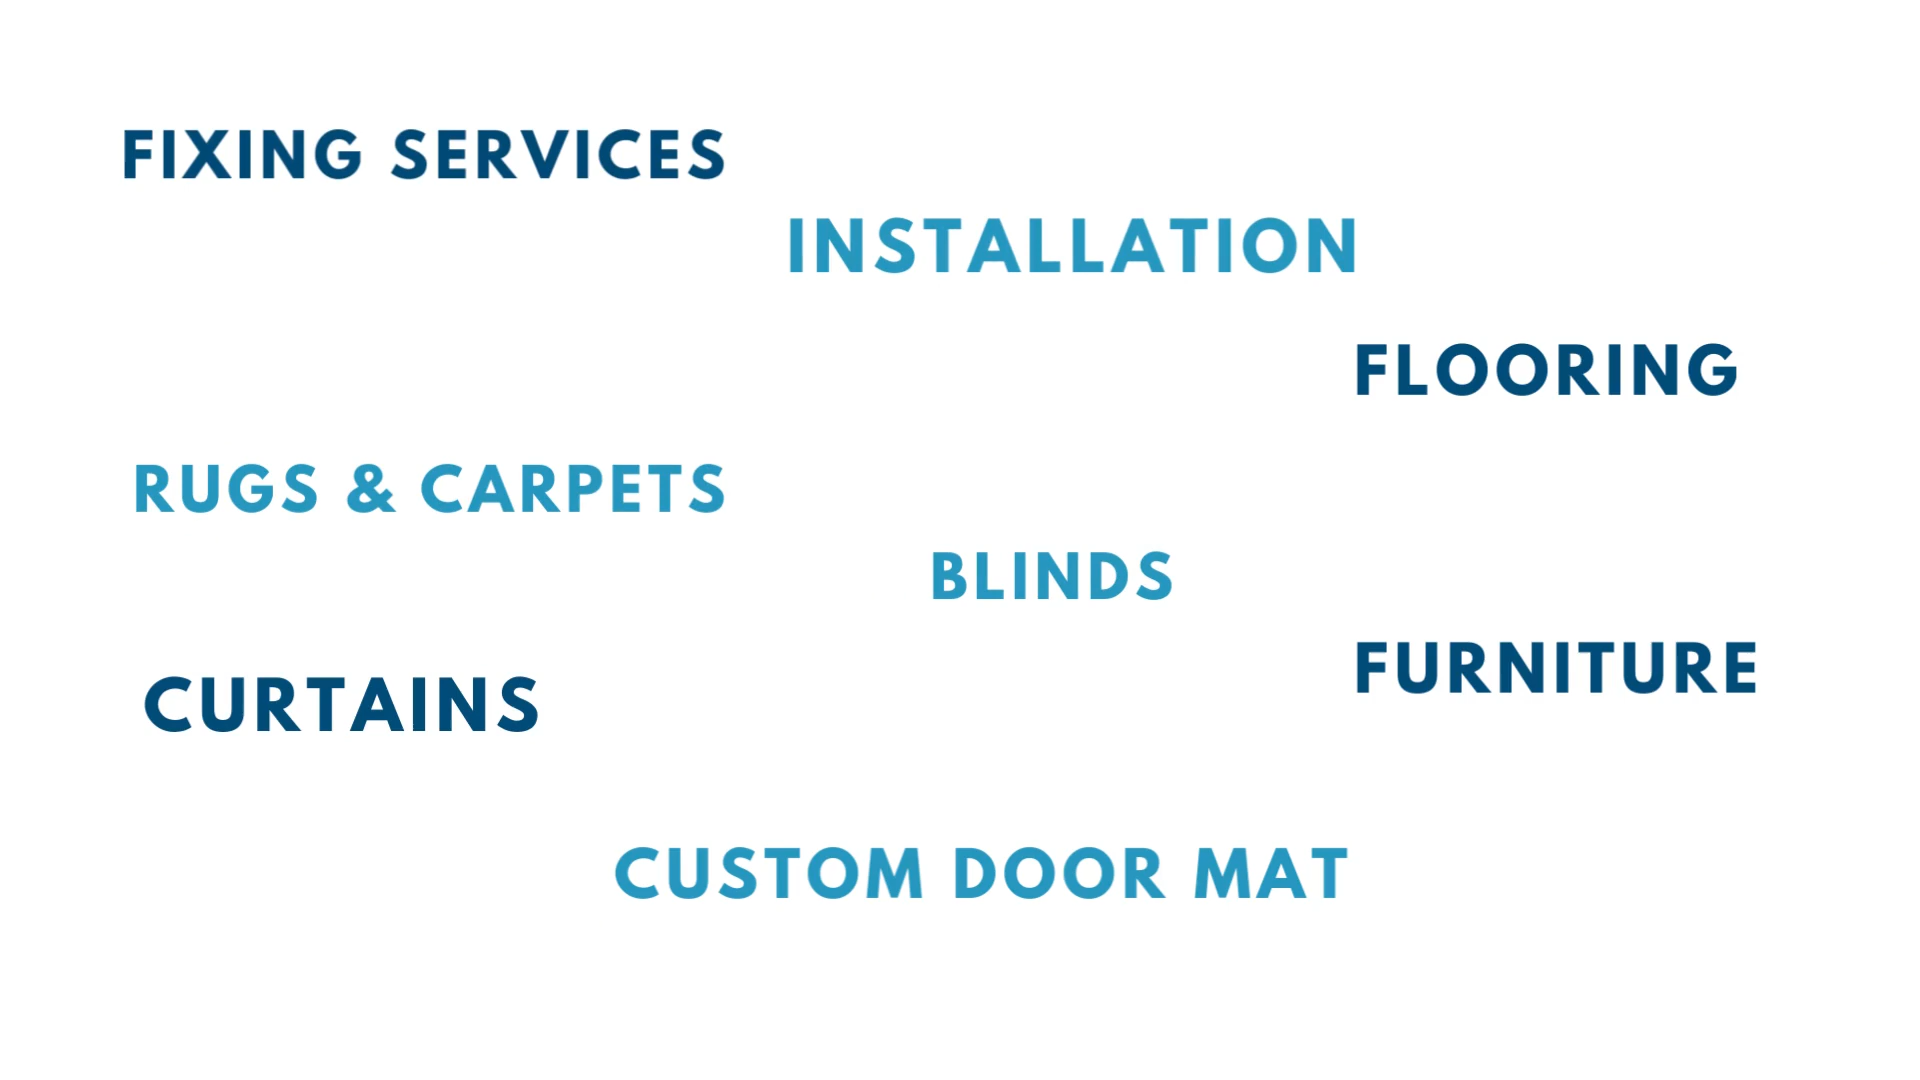 FIXING SERVICES
INSTALLATION
FLOORING
RUGS & CARPETS
BLINDS
FURNITURE
CURTAINS
CUSTOM DOOR MAT